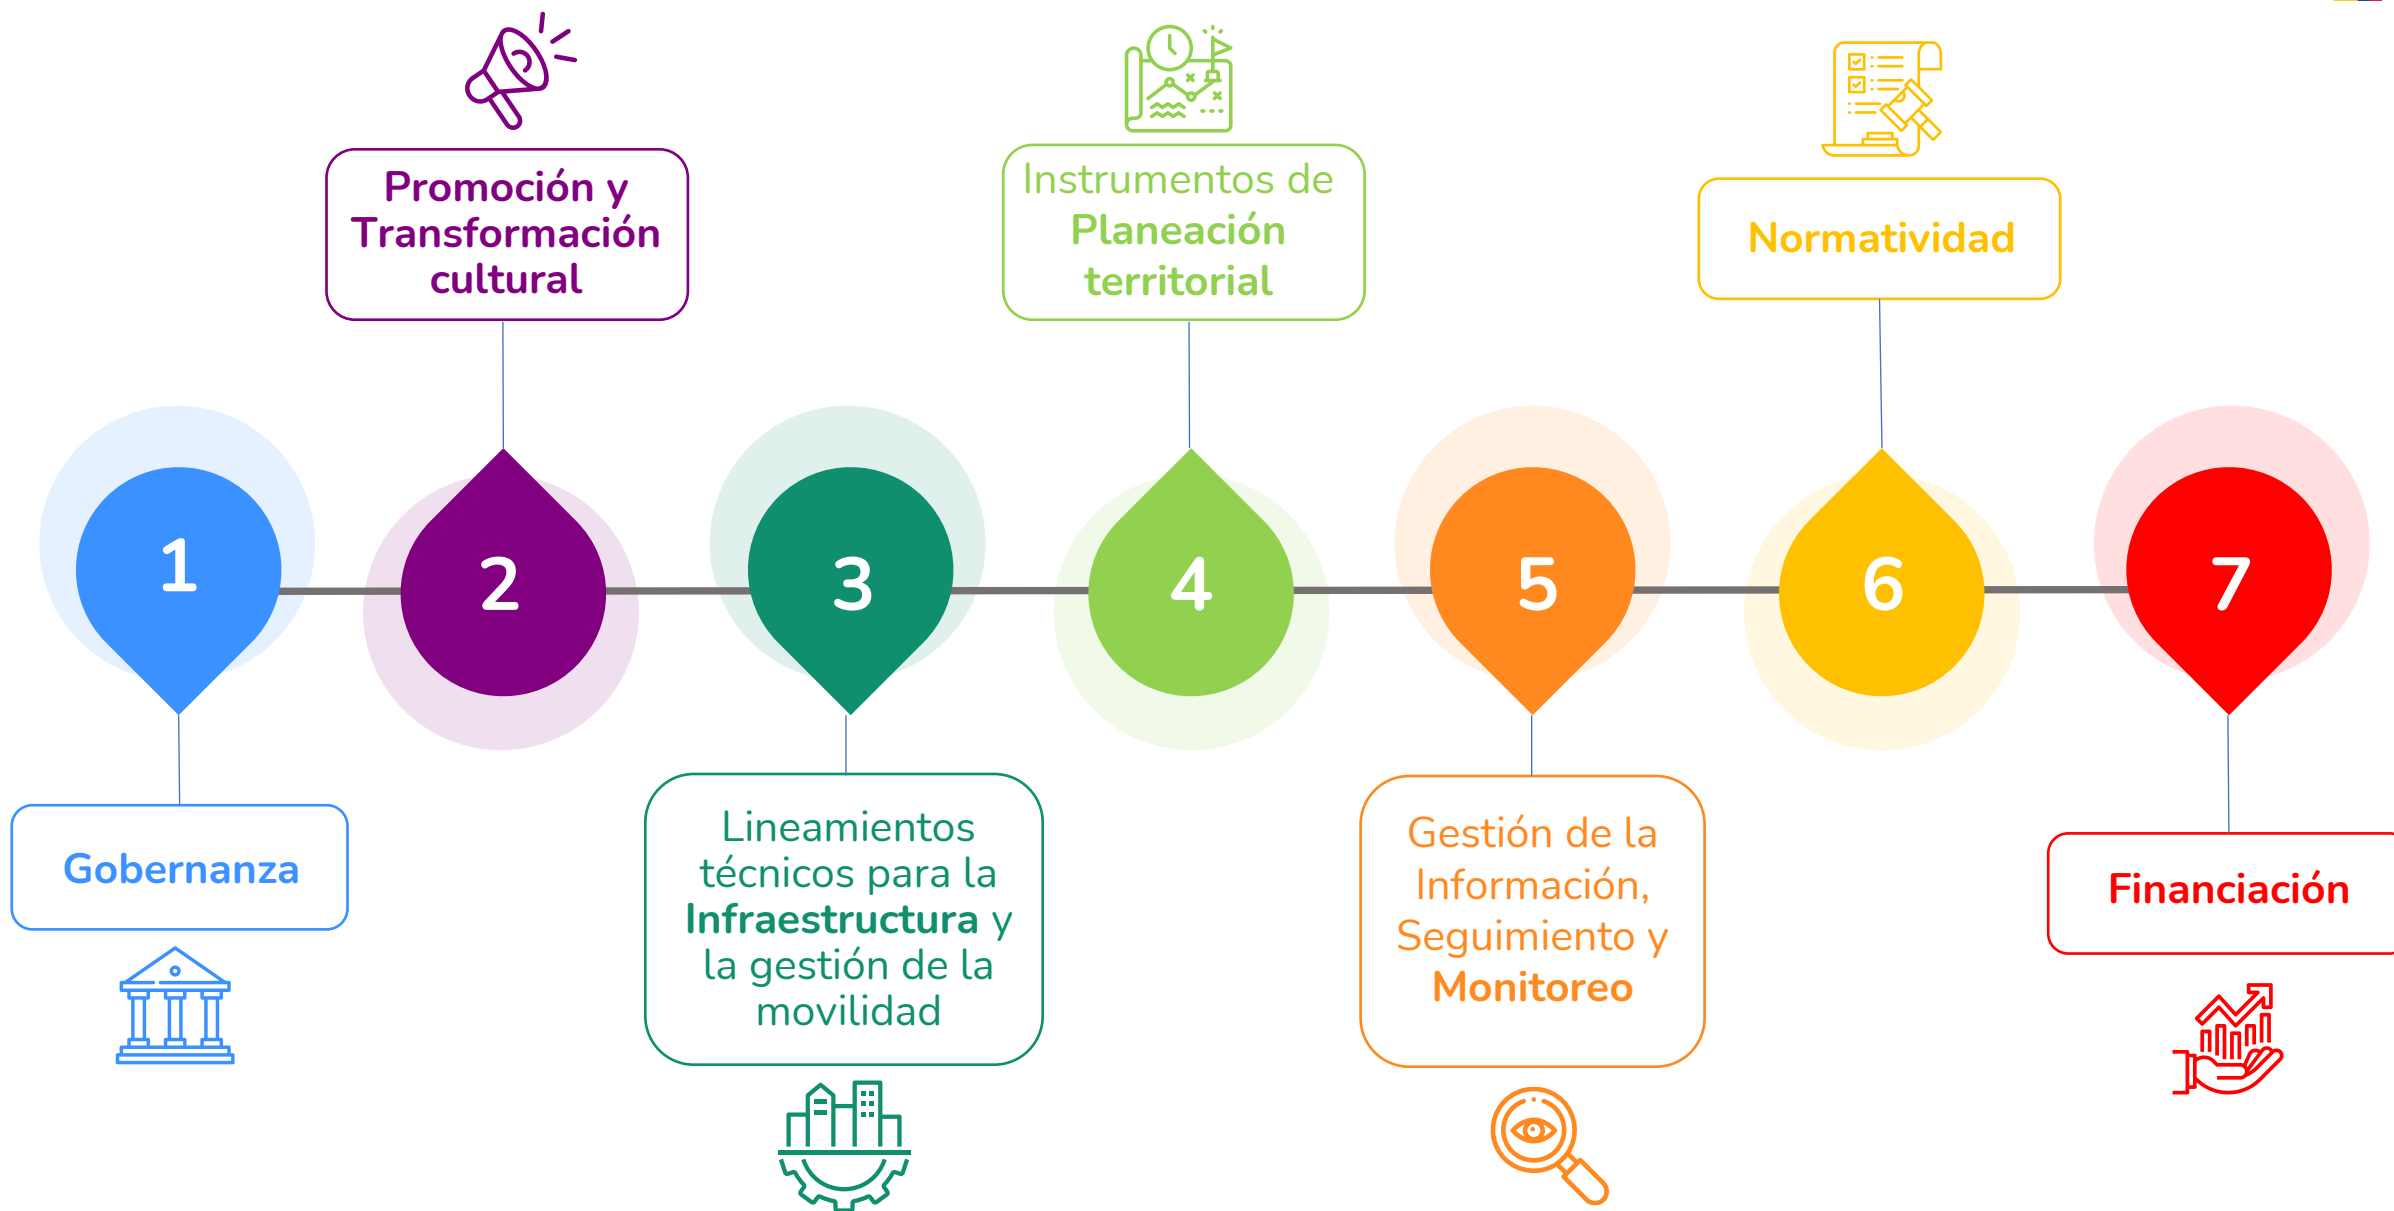 1
Gobernanza
2
Promoción y
Transformación
cultural
3
Lineamientos
técnicos para la
Infraestructura y
la gestión de la
movilidad
4
Instrumentos de
Planeación
territorial
5
Gestión de la
Información,
Seguimiento y
Monitoreo
6
Normatividad
7
Financiación